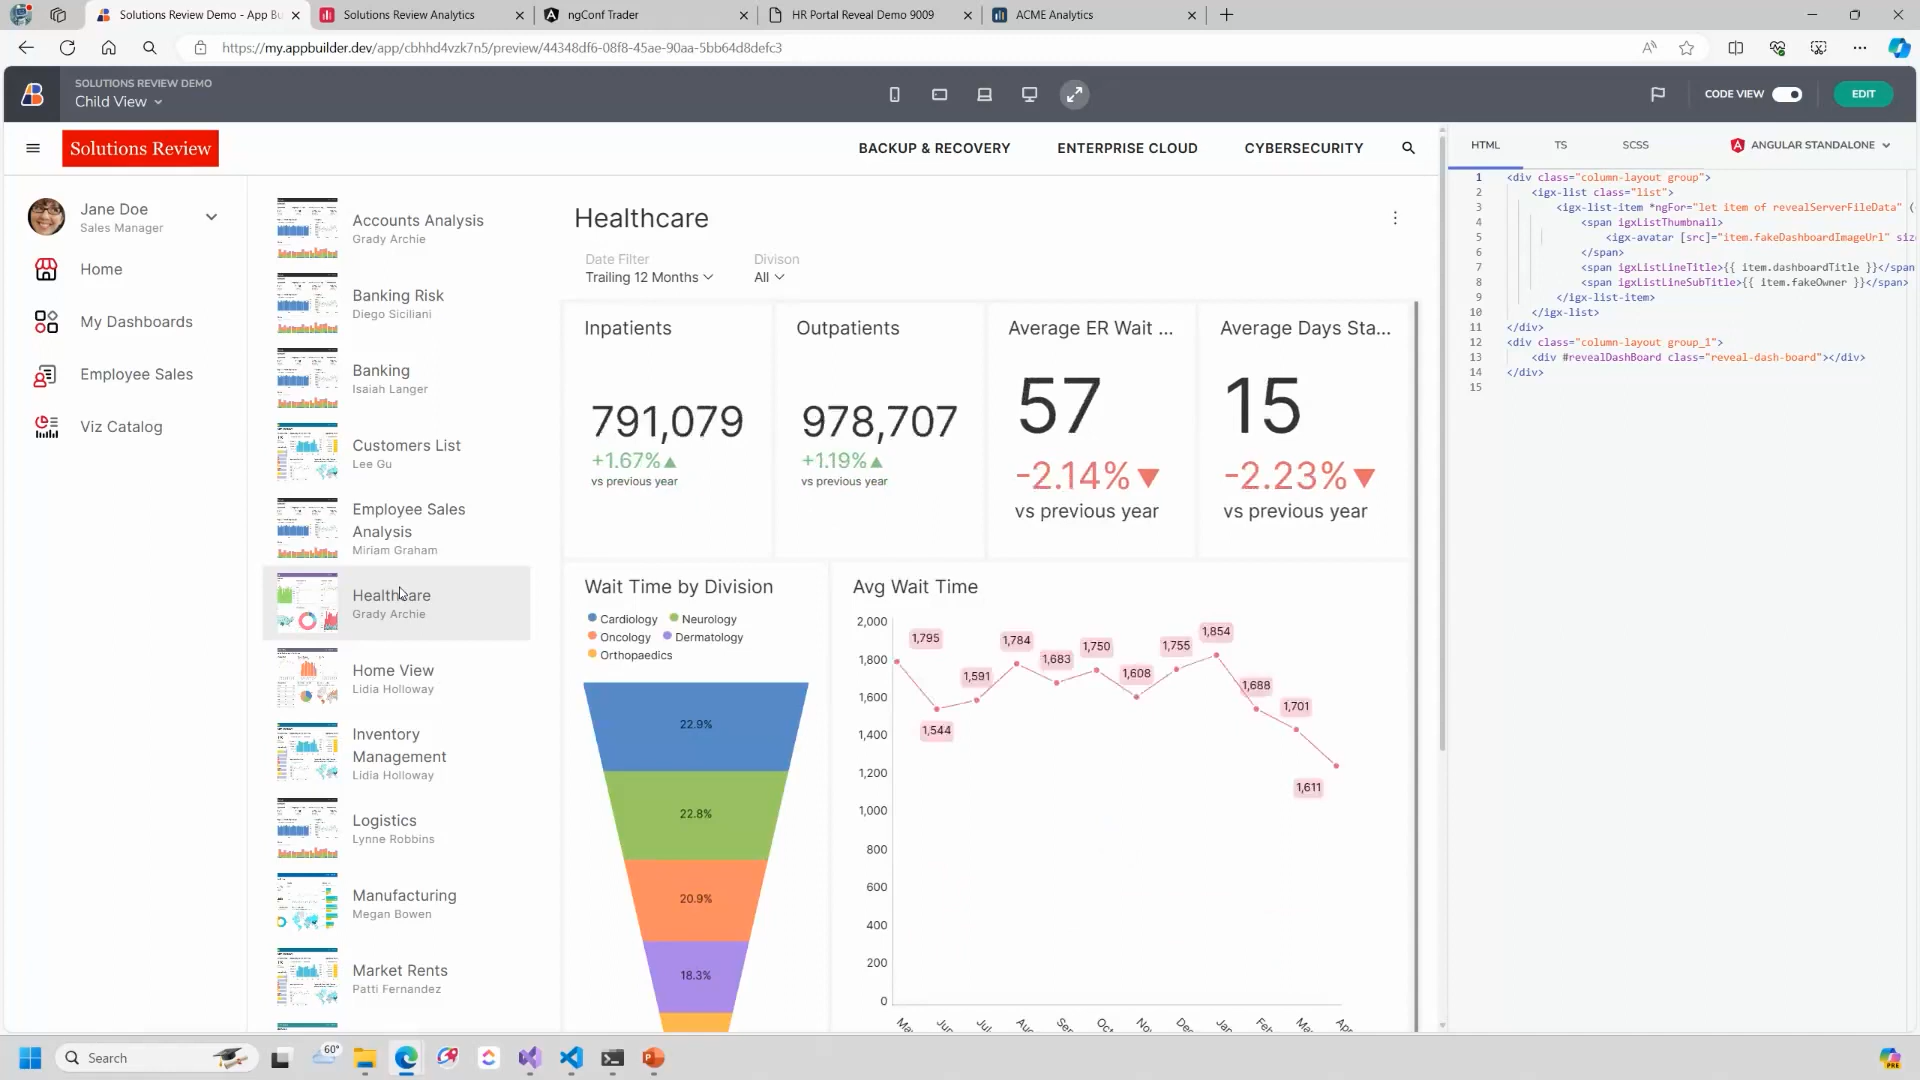 Solutions Review Demo - App Bu
Solutions Review Analytics
ngConf Trader
HR Portal Reveal Demo 9009
ACME Analytics
https://my.appbuilder.dev/app/cbhhd4vzk7n5/preview/44348df6-08f8-45ae-90aa-5bb64d8defc3
SOLUTIONS REVIEW DEMO
Child View
CODE VIEW
EDIT
Solutions Review
BACKUP & RECOVERY
ENTERPRISE CLOUD
CYBERSECURITY
Jane Doe
Sales Manager
Home
My Dashboards
Employee Sales
Viz Catalog
Accounts Analysis
Grady Archie
Banking Risk
Diego Siciliani
Banking
Isaiah Langer
Customers List
Lee Gu
Employee Sales
Analysis
Miriam Graham
Healthcare
Grady Archie
Home View
Lidia Holloway
Inventory
Management
Lidia Holloway
Logistics
Lynne Robbins
Manufacturing
Megan Bowen
Market Rents
Patti Fernandez
Healthcare
Date Filter
Trailing 12 Months
Divison
All
Inpatients
791,079
+1.67%▲
vs previous year
Outpatients
978,707
+1.19%▲
vs previous year
Average ER Wait ...
57
-2.14%▼
vs previous year
Average Days Sta...
15
-2.23%▼
vs previous year
Wait Time by Division
Cardiology Neurology
Oncology Dermatology
Orthopaedics
22.9%
22.8%
20.9%
18.3%
Avg Wait Time
2,000
1,800
1,600
1,400
1,200
1,000
800
600
400
200
0
1,795
1,544
1,591
1,784
1,683
1,750
1,608
1,755
1,854
1,688
1,701
1,611
HTML
TS
SCSS
ANGULAR STANDALONE
1 <div class="column-layout group">
2 <igx-list class="list">
3 <igx-list-item *ngFor="let item of revealServerFileData" (
4 <span igxListThumbnail>
5 <igx-avatar [src]="item.fakeDashboardImageUrl" siz
6 </span>
7 <span igxListLineTitle>{{ item.dashboardTitle }}</span
8 <span igxListLineSubTitle>{{ item.fakeOwner }}</span>
9 </igx-list-item>
10 </igx-list>
11 </div>
12 <div class="column-layout group_1">
13 <div #revealDashBoard class="reveal-dash-board"></div>
14 </div>
15
Search
60°